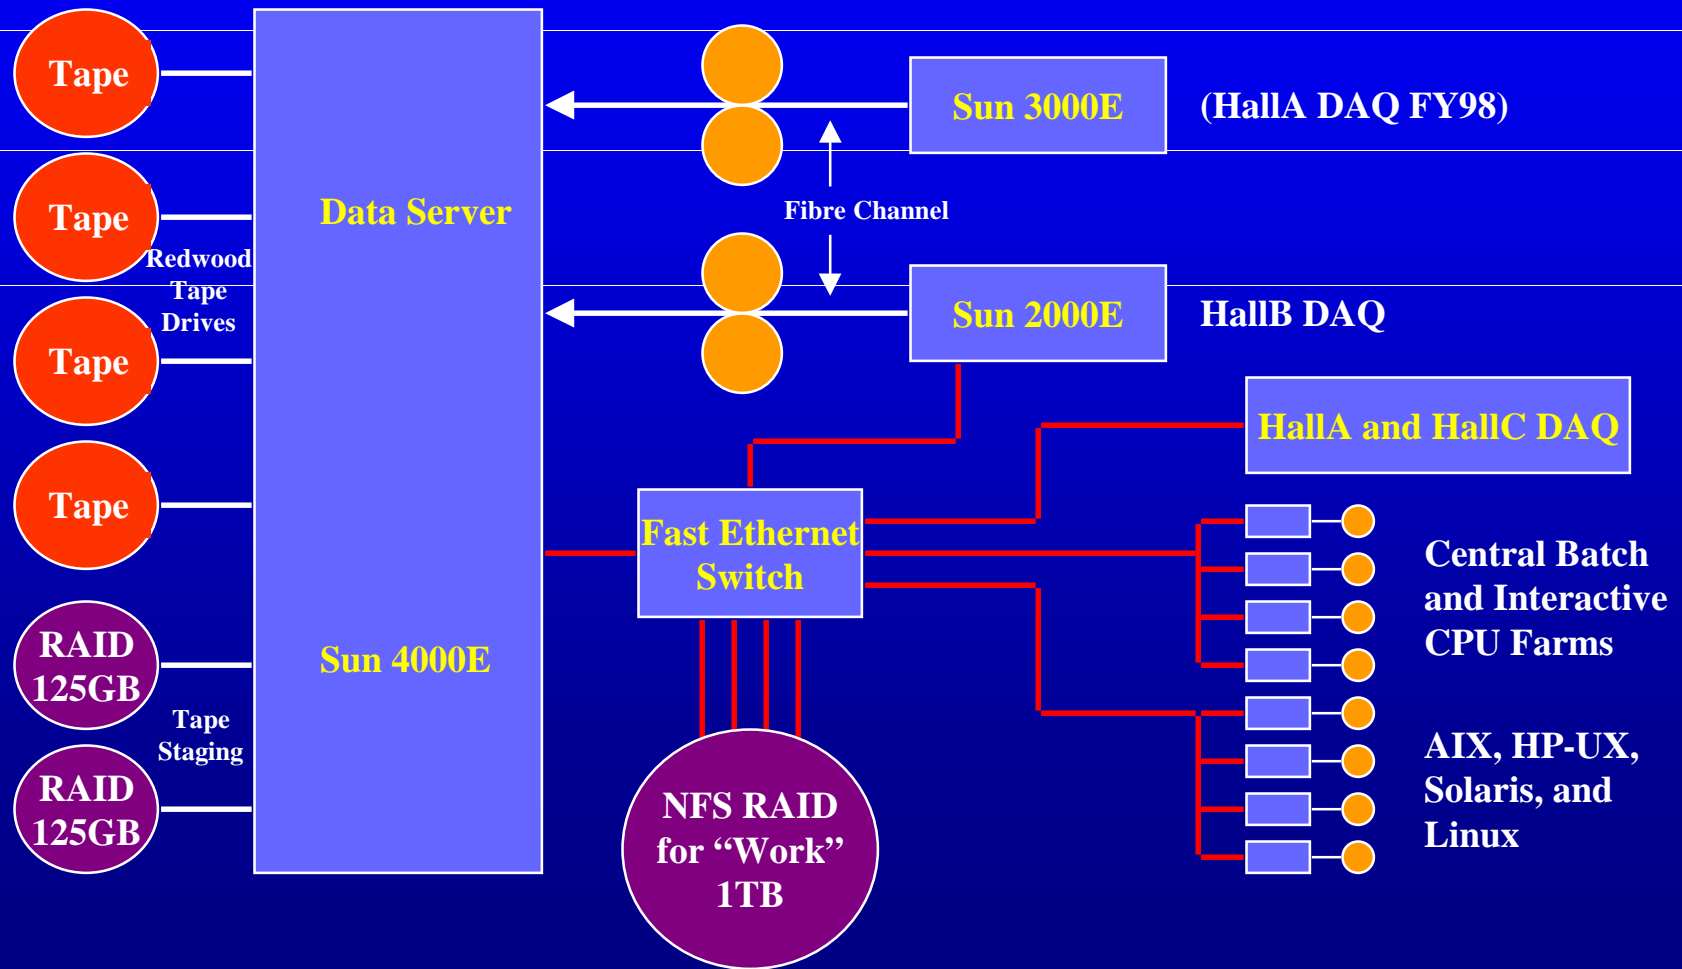 Tape
Tape
Redwood
Tape
Drives
Tape
Tape
RAID
125GB
Tape
Staging
RAID
125GB
Data Server
Sun 4000E
Sun 3000E
(HallA DAQ FY98)
Fibre Channel
Sun 2000E
HallB DAQ
HallA and HallC DAQ
Fast Ethernet
Switch
Central Batch
and Interactive
CPU Farms
AIX, HP-UX,
Solaris, and
Linux
NFS RAID
for “Work”
1TB